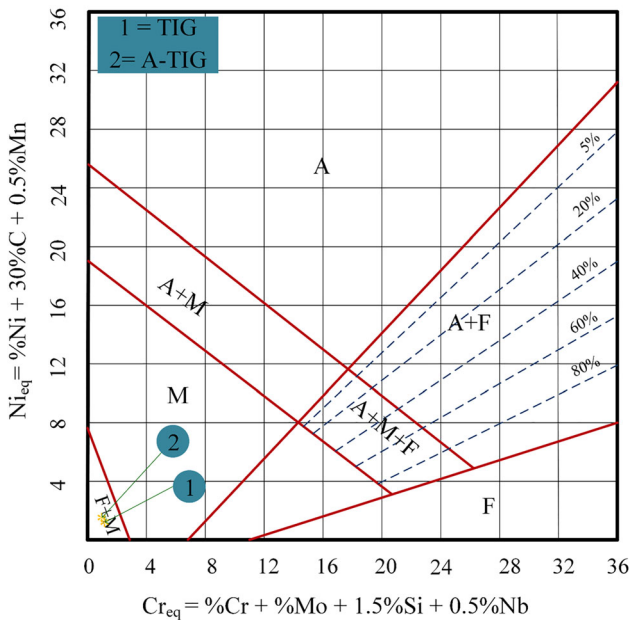 1 = TIG
2= A-TIG
36
32
28
24
20
16
12
8
4
Ni_eq= %Ni + 30%C + 0.5%Mn
A
A+M
M
F+M
2
1
A+F
A+M+F
F
5%
20%
40%
60%
80%
0 4 8 12 16 20 24 28 32 36
Cr_eq= %Cr + %Mo + 1.5%Si + 0.5%Nb